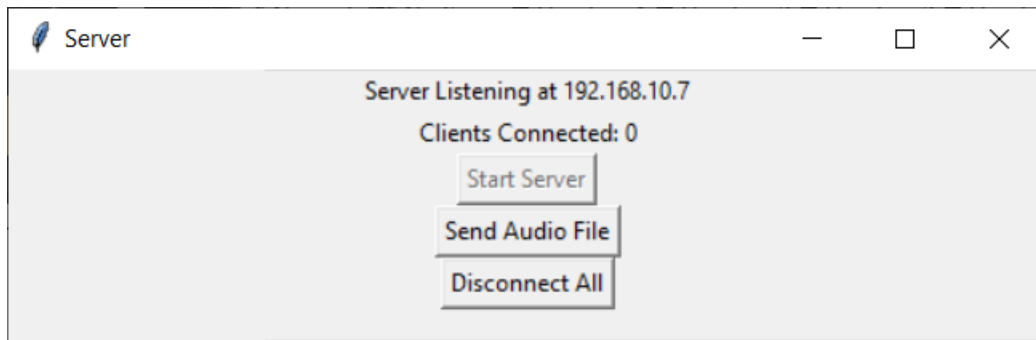 Server
Server Listening at 192.168.10.7
Clients Connected: 0
Start Server
Send Audio File
Disconnect All